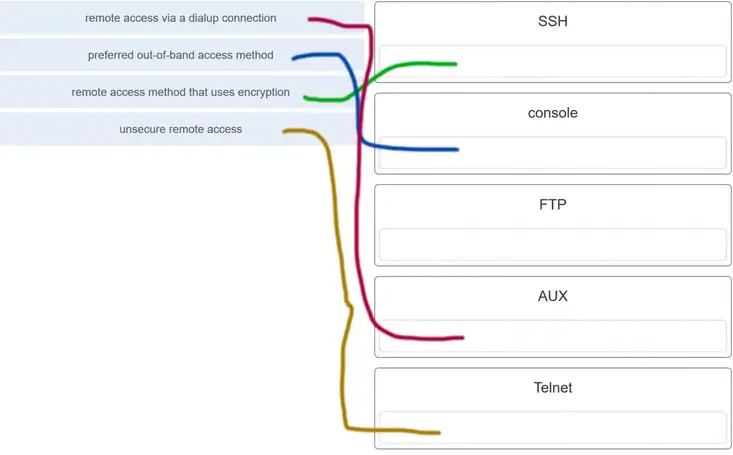 remote access via a dialup connection
preferred out-of-band access method
remote access method that uses encryption
unsecure remote access
SSH
console
FTP
AUX
Telnet